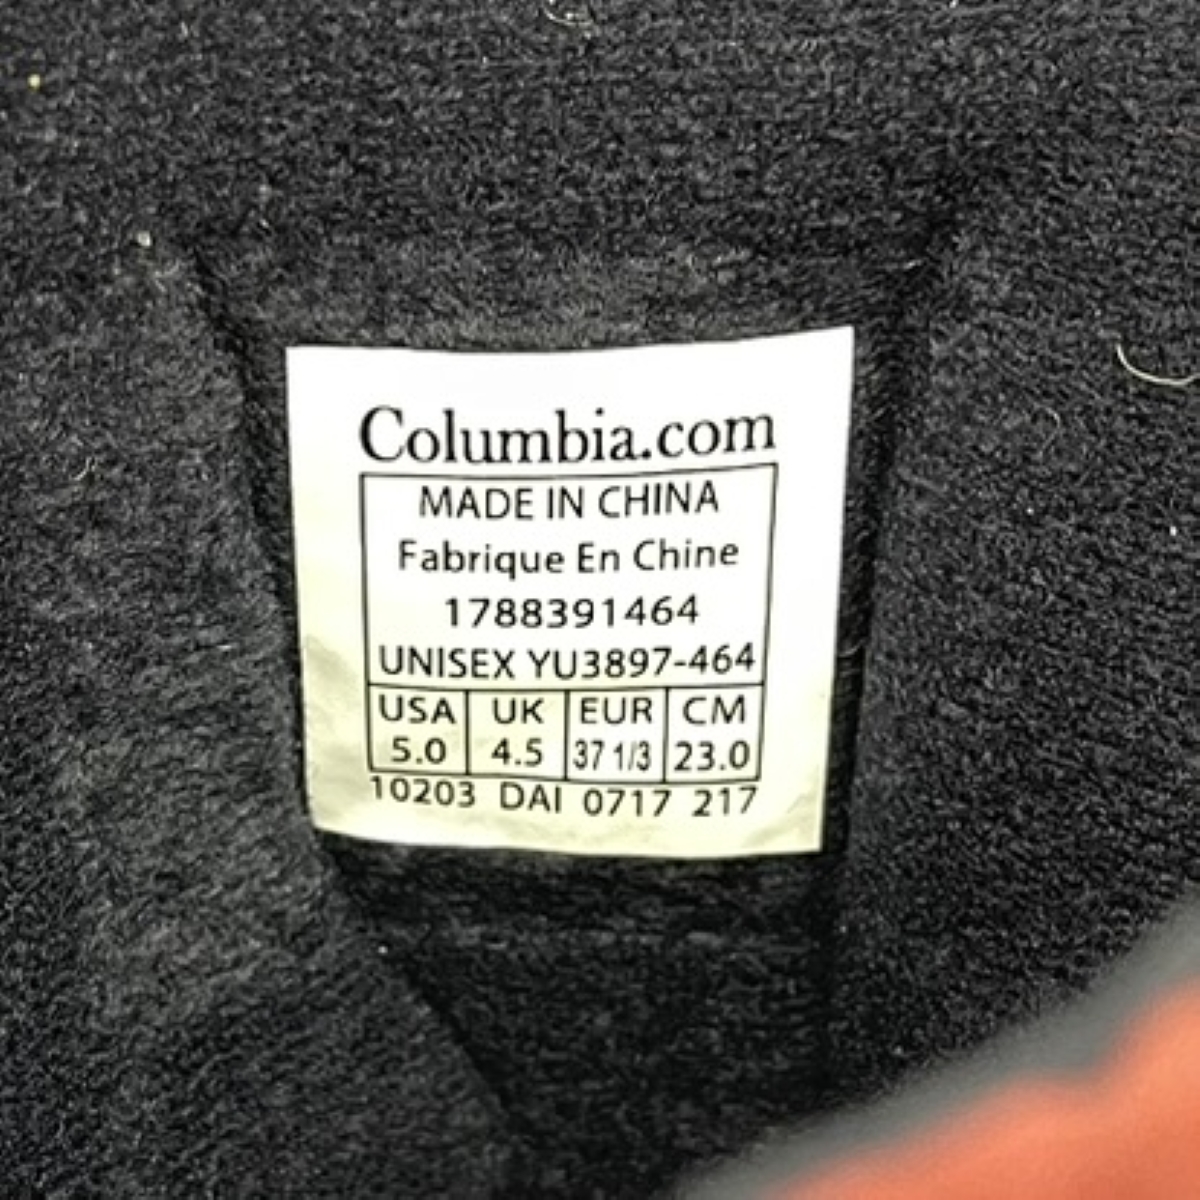 Columbia.com
MADE IN CHINA
Fabrique En Chine
1788391464
UNISEX YU3897-464
USA UK EUR CM
5.0 4.5 37 1/3 23.0
10203 DAI 0717 217